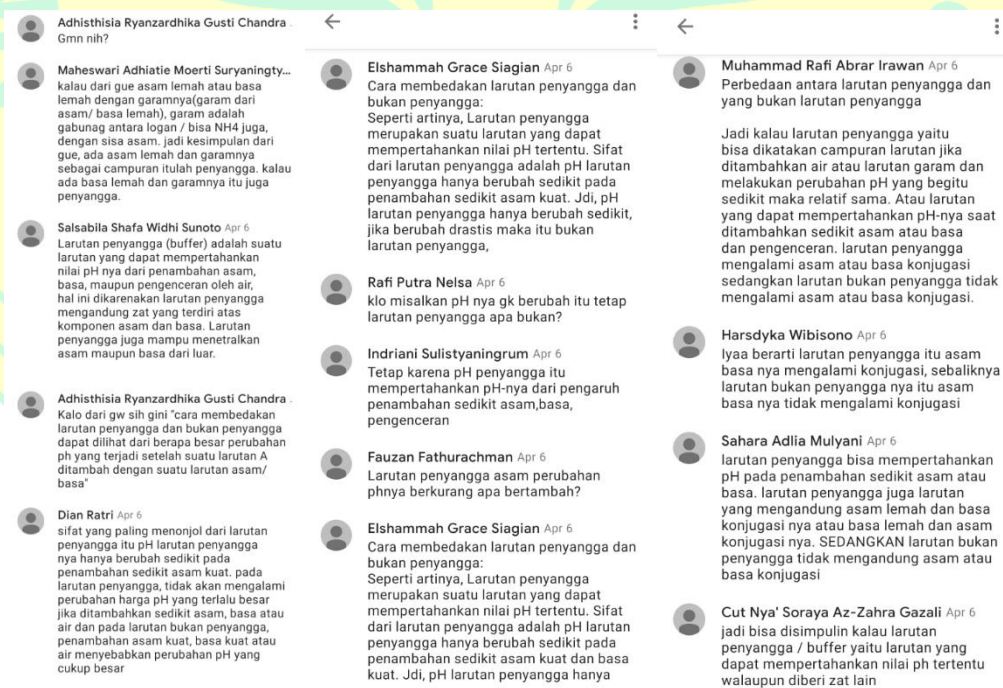 Adhisthisia Ryanzardhika Gusti Chandra .
Gmn nih?
Maheswari Adhiatie Moerti Suryaningty...
kalau dari gue asam lemah atau basa
lemah dengan garamnya(garam dari
asam/ basa lemah), garam adalah
gabunag antara logan / bisa NH4 juga,
dengan sisa asam. jadi kesimpulan dari
gue, ada asam lemah dan garamnya
sebagai campuran itulah penyangga. kalau
ada basa lemah dan garamnya itu juga
penyangga.
Salsabila Shafa Widhi Sunoto Apr 6
Larutan penyangga (buffer) adalah suatu
larutan yang dapat mempertahankan
nilai pH nya dari penambahan asam,
basa, maupun pengenceran oleh air,
hal ini dikarenakan larutan penyangga
mengandung zat yang terdiri atas
komponen asam dan basa. Larutan
penyangga juga mampu menetralkan
asam maupun basa dari luar.
Adhisthisia Ryanzardhika Gusti Chandra .
Kalo dari gw sih gini "cara membedakan
larutan penyangga dan bukan penyangga
dapat dilihat dari berapa besar perubahan
ph yang terjadi setelah suatu larutan A
ditambah dengan suatu larutan asam/
basa"
Dian Ratri Apr 6
sifat yang paling menonjol dari larutan
penyangga itu pH larutan penyangga
nya hanya berubah sedikit pada
penambahan sedikit asam kuat. pada
larutan penyangga, tidak akan mengalami
perubahan harga pH yang terlalu besar
jika ditambahkan sedikit asam, basa atau
air dan pada larutan bukan penyangga,
penambahan asam kuat, basa kuat atau
air menyebabkan perubahan pH yang
cukup besar
Elshammah Grace Siagian Apr 6
Cara membedakan larutan penyangga dan
bukan penyangga:
Seperti artinya, Larutan penyangga
merupakan suatu larutan yang dapat
mempertahankan nilai pH tertentu. Sifat
dari larutan penyangga adalah pH larutan
penyangga hanya berubah sedikit pada
penambahan sedikit asam kuat. Jdi, pH
larutan penyangga hanya berubah sedikit,
jika berubah drastis maka itu bukan
larutan penyangga,
Rafi Putra Nelsa Apr 6
klo misalkan pH nya gk berubah itu tetap
larutan penyangga apa bukan?
Indriani Sulistyaningrum Apr 6
Tetap karena pH penyangga itu
mempertahankan pH-nya dari pengaruh
penambahan sedikit asam,basa,
pengenceran
Fauzan Fathurachman Apr 6
Larutan penyangga asam perubahan
phnya berkurang apa bertambah?
Elshammah Grace Siagian Apr 6
Cara membedakan larutan penyangga dan
bukan penyangga:
Seperti artinya, Larutan penyangga
merupakan suatu larutan yang dapat
mempertahankan nilai pH tertentu. Sifat
dari larutan penyangga adalah pH larutan
penyangga hanya berubah sedikit pada
penambahan sedikit asam kuat dan basa
kuat. Jdi, pH larutan penyangga hanya
Muhammad Rafi Abrar Irawan Apr 6
Perbedaan antara larutan penyangga dan
yang bukan larutan penyangga
Jadi kalau larutan penyangga yaitu
bisa dikatakan campuran larutan jika
ditambahkan air atau larutan garam dan
melakukan perubahan pH yang begitu
sedikit maka relatif sama. Atau larutan
yang dapat mempertahankan pH-nya saat
ditambahkan sedikit asam atau basa
dan pengenceran. larutan penyangga
mengalami asam atau basa konjugasi
sedangkan larutan bukan penyangga tidak
mengalami asam atau basa konjugasi.
Harsdyka Wibisono Apr 6
Iyaa berarti larutan penyangga itu asam
basa nya mengalami konjugasi, sebaliknya
larutan bukan penyangga nya itu asam
basa nya tidak mengalami konjugasi
Sahara Adlia Mulyani Apr 6
larutan penyangga bisa mempertahankan
pH pada penambahan sedikit asam atau
basa. larutan penyangga juga larutan
yang mengandung asam lemah dan basa
konjugasi nya atau basa lemah dan asam
konjugasi nya. SEDANGKAN larutan bukan
penyangga tidak mengandung asam atau
basa konjugasi
Cut Nya' Soraya Az-Zahra Gazali Apr 6
jadi bisa disimpulin kalau larutan
penyangga / buffer yaitu larutan yang
dapat mempertahankan nilai ph tertentu
walaupun diberi zat lain